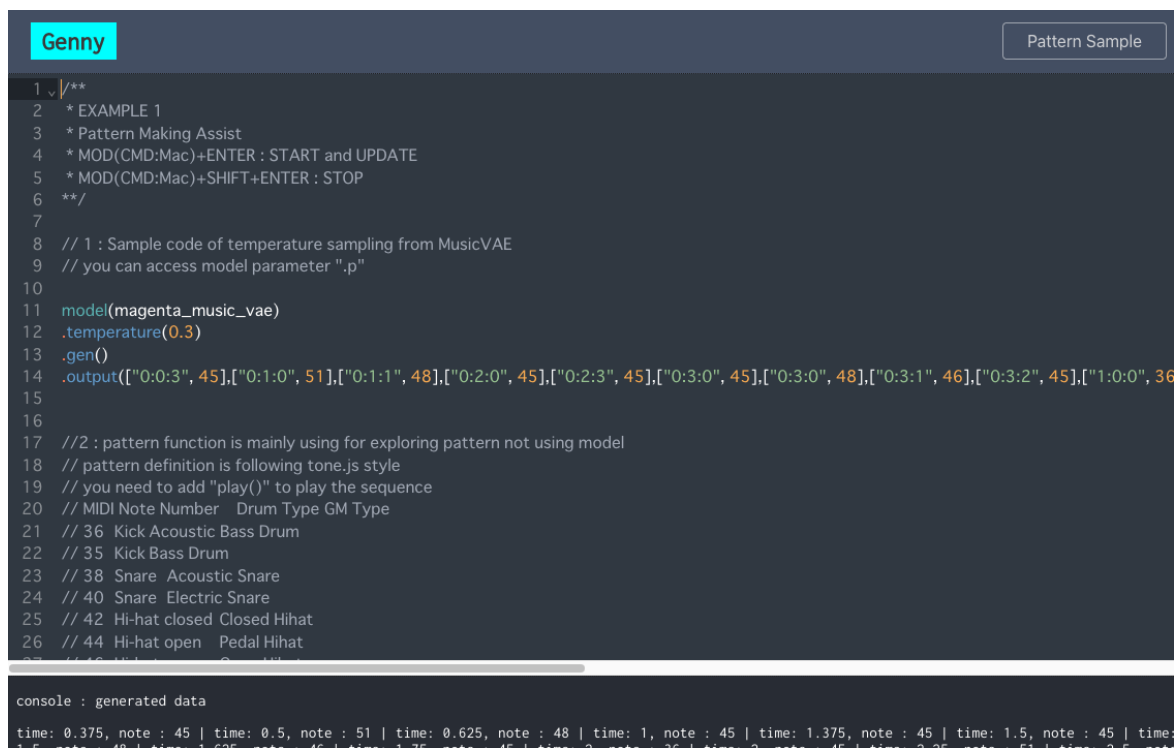 Genny
Pattern Sample
1 /**
2 * EXAMPLE 1
3 * Pattern Making Assist
4 * MOD(CMD:Mac)+ENTER : START and UPDATE
5 * MOD(CMD:Mac)+SHIFT+ENTER : STOP
6 **/
7
8 // 1 : Sample code of temperature sampling from MusicVAE
9 // you can access model parameter ".p"
10
11 model(magenta_music_vae)
12 .temperature(0.3)
13 .gen()
14 .output(["0:0:3", 45],["0:1:0", 51],["0:1:1", 48],["0:2:0", 45],["0:2:3", 45],["0:3:0", 45],["0:3:0", 48],["0:3:1", 46],["0:3:2", 45],["1:0:0", 36
15
16
17 //2 : pattern function is mainly using for exploring pattern not using model
18 // pattern definition is following tone.js style
19 // you need to add "play()" to play the sequence
20 // MIDI Note Number Drum Type GM Type
21 // 36 Kick Acoustic Bass Drum
22 // 35 Kick Bass Drum
23 // 38 Snare Acoustic Snare
24 // 40 Snare Electric Snare
25 // 42 Hi-hat closed Closed Hihat
26 // 44 Hi-hat open Pedal Hihat
console : generated data
time: 0.375, note : 45 | time: 0.5, note : 51 | time: 0.625, note : 48 | time: 1, note : 45 | time: 1.375, note : 45 | time: 1.5, note : 45 | time